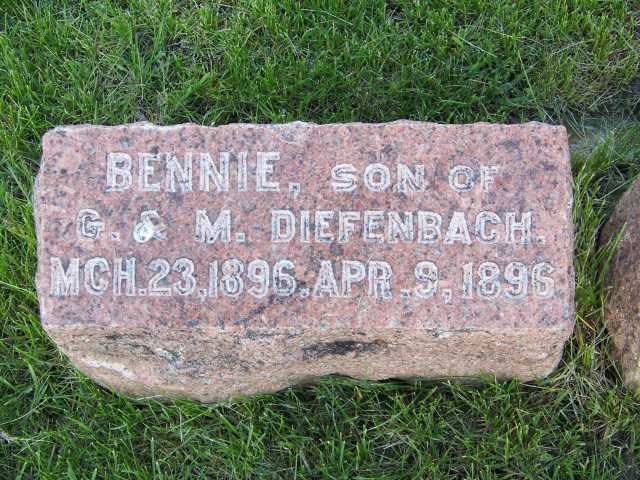 BENNIE, SON OF
G. & M. DIEFENBACH.
MCH.23,1896.APR.9,1896